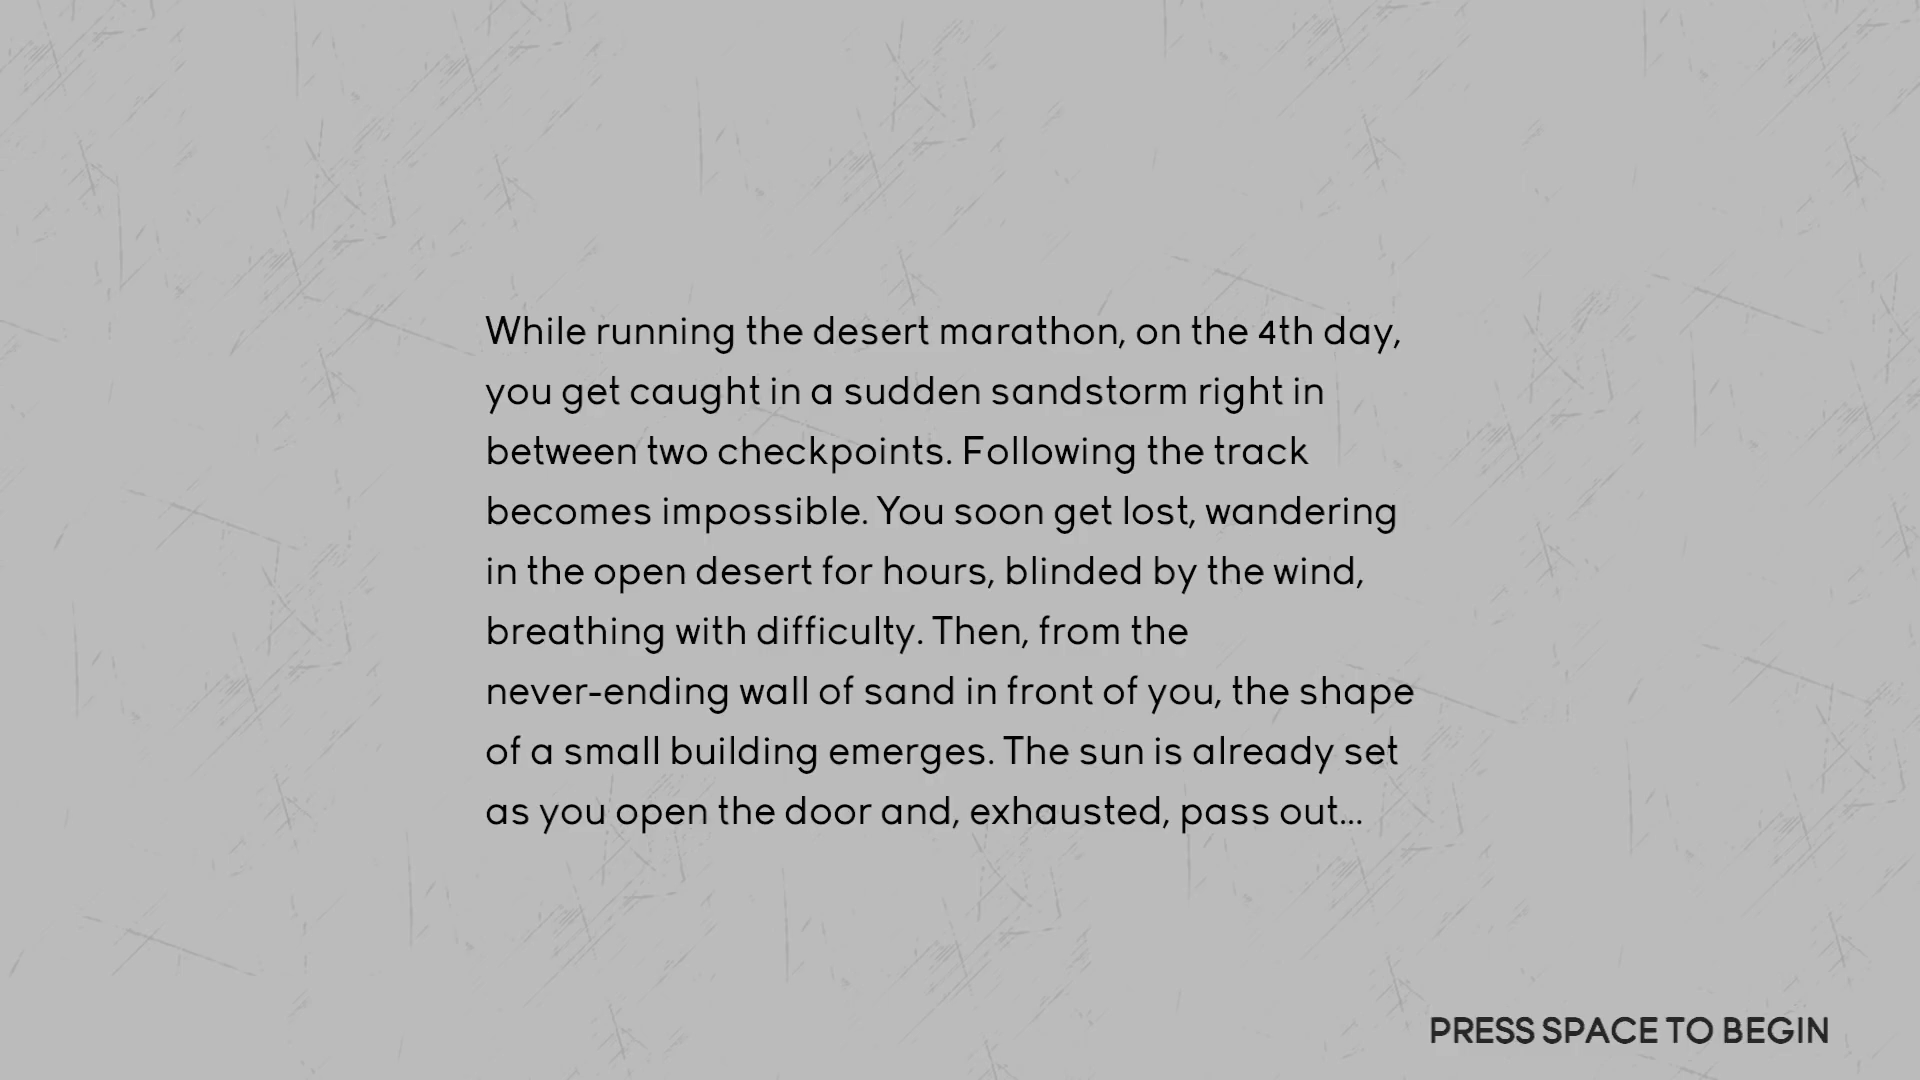 While running the desert marathon, on the 4th day,
you get caught in a sudden sandstorm right in
between two checkpoints. Following the track
becomes impossible. You soon get lost, wandering
in the open desert for hours, blinded by the wind,
breathing with difficulty. Then, from the
never-ending wall of sand in front of you, the shape
of a small building emerges. The sun is already set
as you open the door and, exhausted, pass out...
PRESS SPACE TO BEGIN